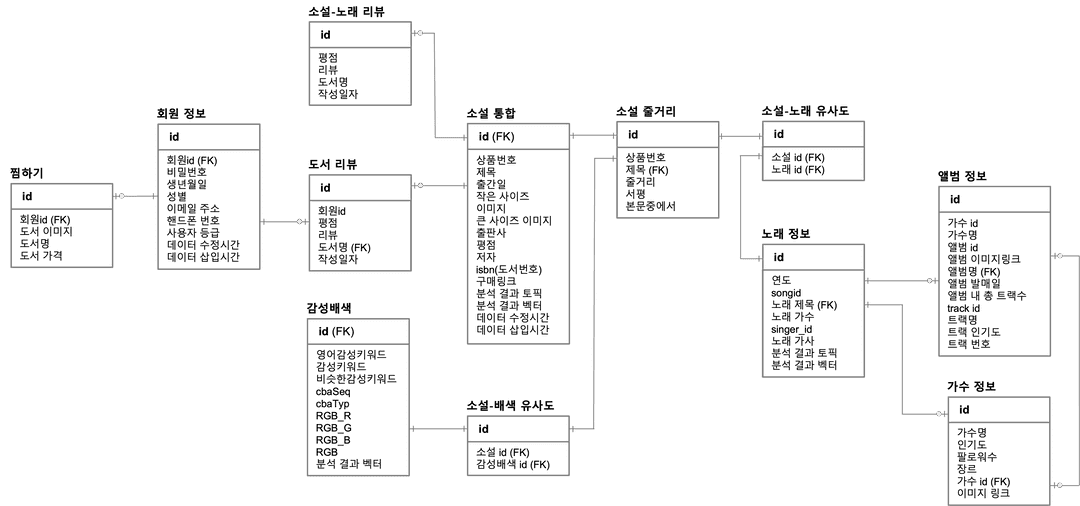 소설-노래 리뷰
id
평점
리뷰
도서명
작성일자
회원 정보
id
회원id (FK)
비밀번호
생년월일
성별
이메일 주소
핸드폰 번호
사용자 등급
데이터 수정시간
데이터 삽입시간
찜하기
id
회원id (FK)
도서 이미지
도서명
도서 가격
도서 리뷰
id
회원id
평점
리뷰
도서명 (FK)
작성일자
감성배색
id (FK)
영어감성키워드
감성키워드
비슷한감성키워드
cbaSeq
cbaTyp
RGB_R
RGB_G
RGB_B
RGB
분석 결과 벡터
소설 통합
id (FK)
상품번호
제목
출간일
작은 사이즈
이미지
큰 사이즈 이미지
출판사
평점
저자
isbn(도서번호)
구매링크
분석 결과 토픽
분석 결과 벡터
데이터 수정시간
데이터 삽입시간
소설-배색 유사도
id
소설 id (FK)
감성배색 id (FK)
소설 줄거리
id
상품번호
제목 (FK)
줄거리
서평
본문중에서
소설-노래 유사도
id
소설 id (FK)
노래 id (FK)
노래 정보
id
연도
songid
노래 제목 (FK)
노래 가수
singer_id
노래 가사
분석 결과 토픽
분석 결과 벡터
앨범 정보
id
가수 id
가수명
앨범 id
앨범 이미지링크
앨범명 (FK)
앨범 발매일
앨범 내 총 트랙수
track id
트랙명
트랙 인기도
트랙 번호
가수 정보
id
가수명
인기도
팔로워수
장르
가수 id (FK)
이미지 링크